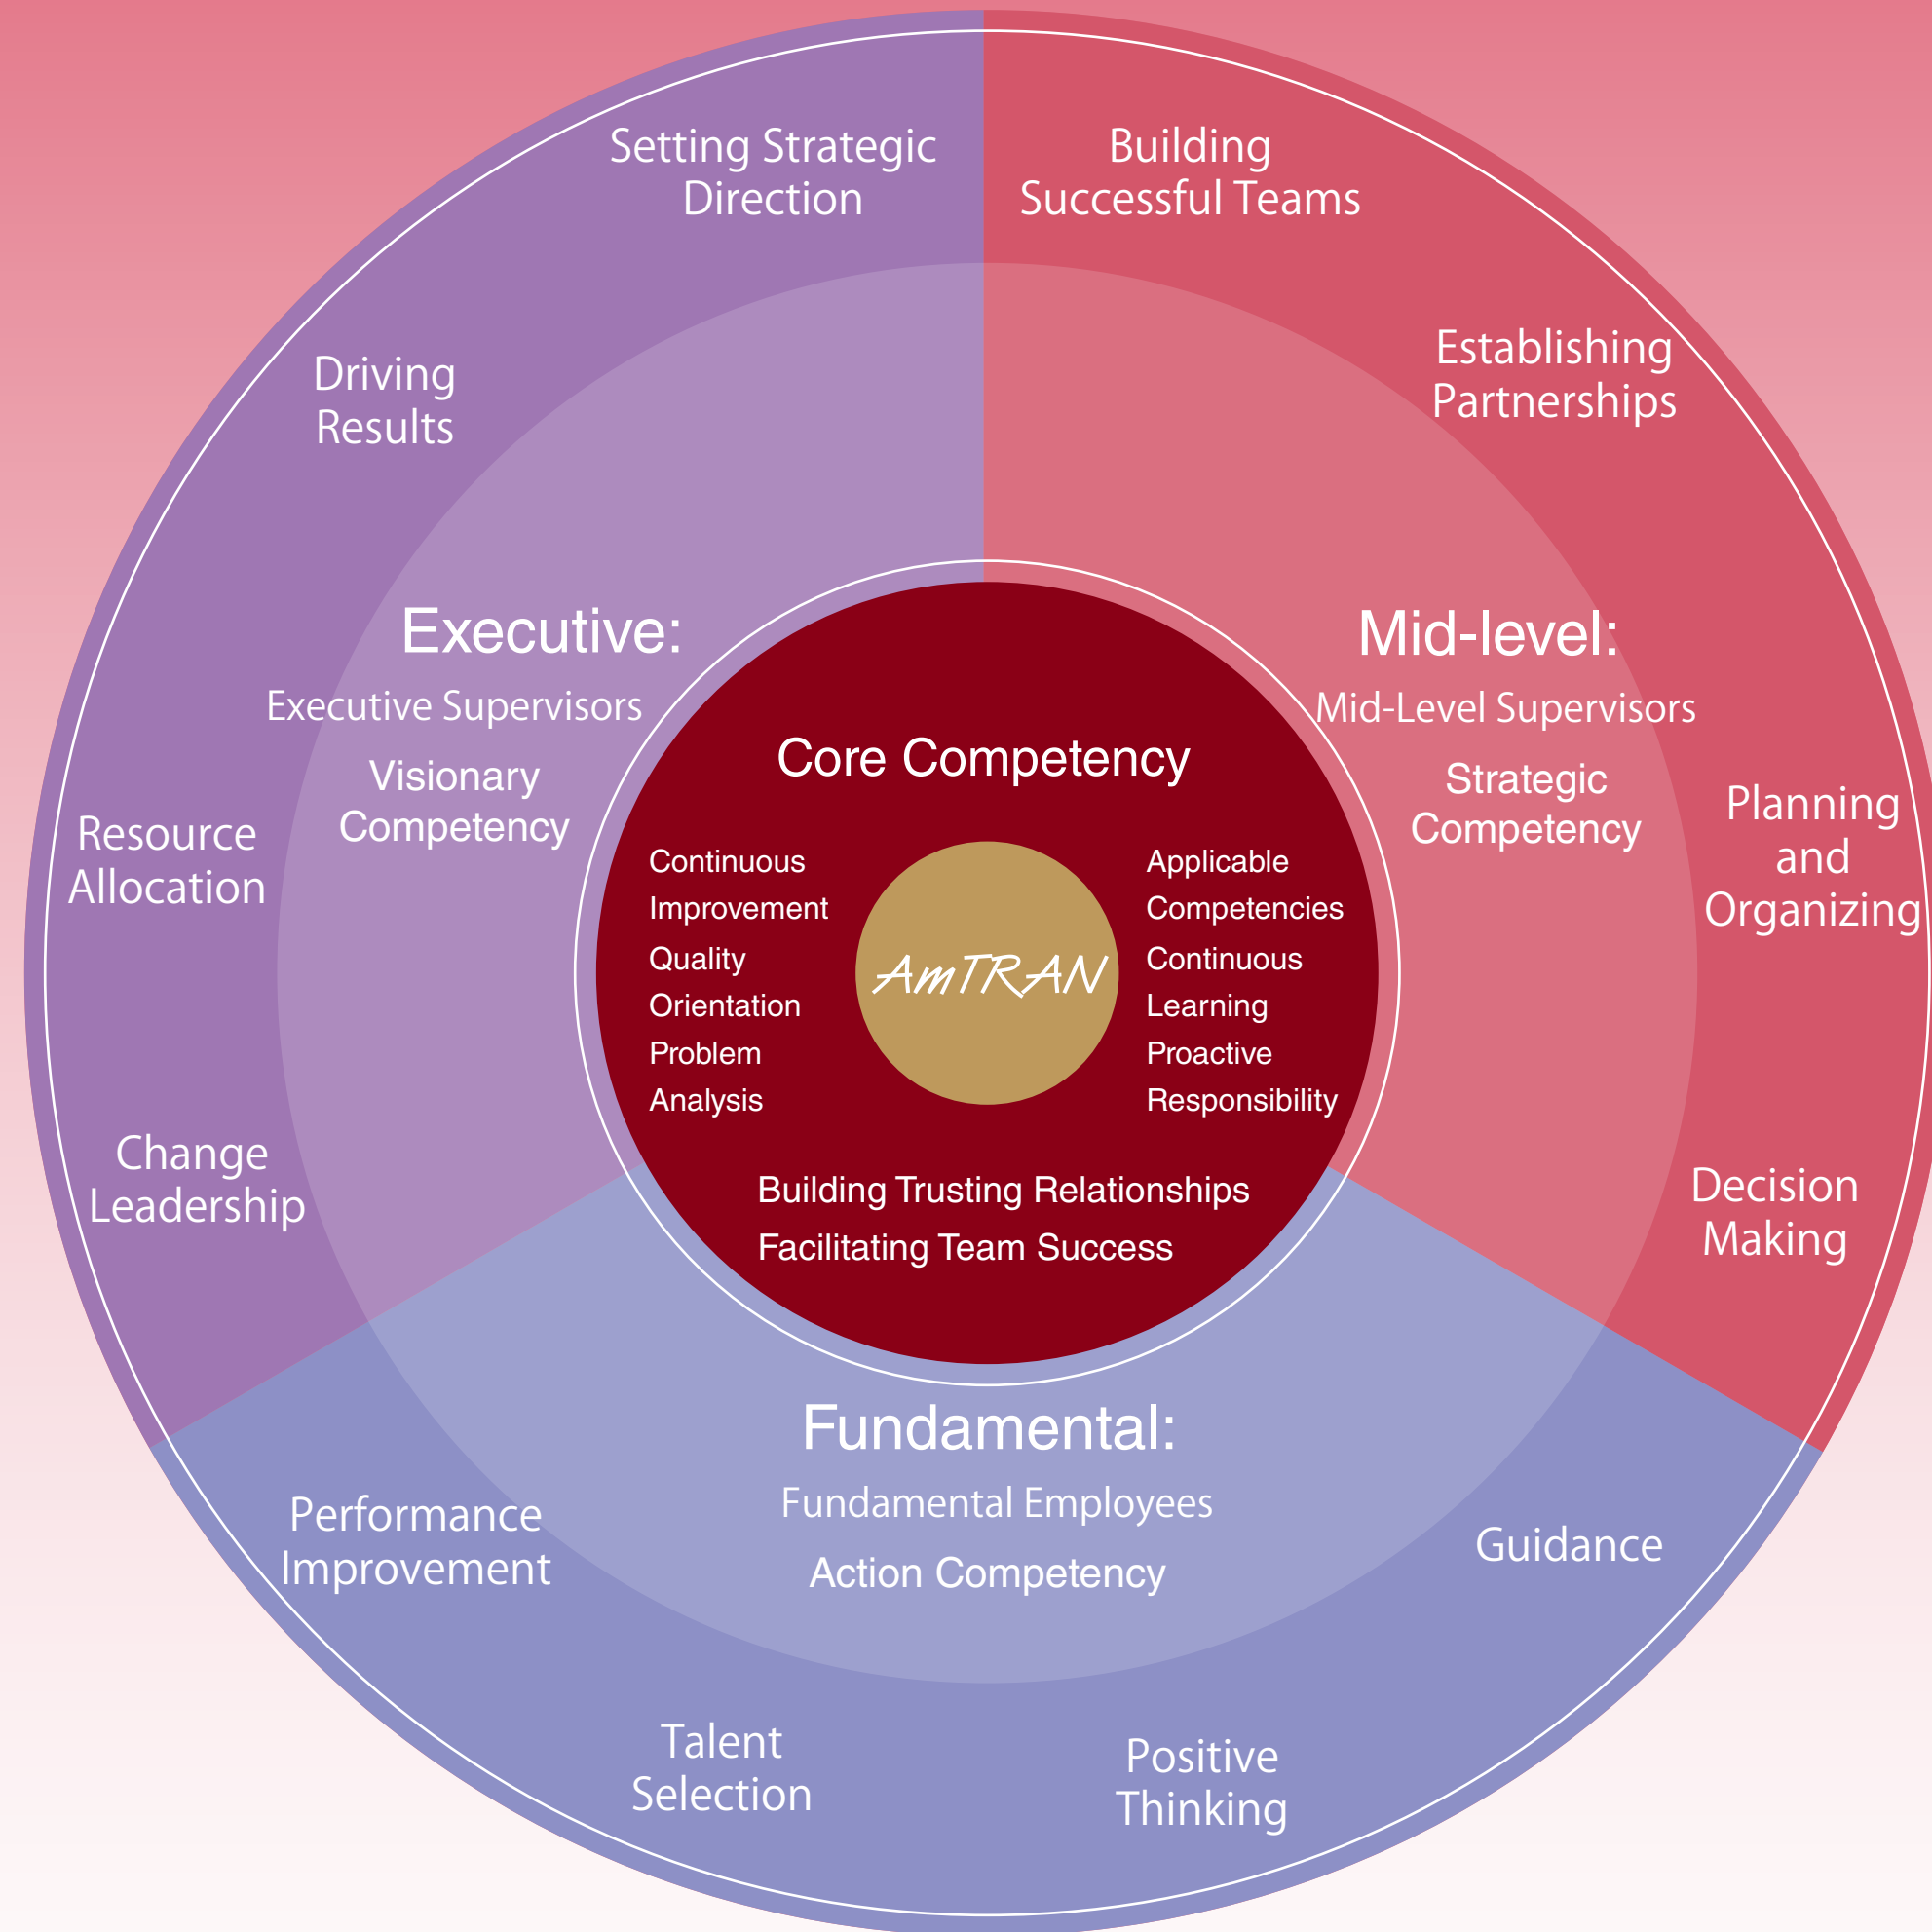 Setting Strategic
Direction
Building
Successful Teams
Driving
Results
Establishing
Partnerships
Executive:
Executive Supervisors
Visionary
Competency
Mid-level:
Mid-Level Supervisors
Strategic
Competency
Resource
Allocation
Planning
and
Organizing
Change
Leadership
Decision
Making
Core Competency
Continuous
Improvement
Quality
Orientation
Problem
Analysis
AmTRAN
Applicable
Competencies
Continuous
Learning
Proactive
Responsibility
Building Trusting Relationships
Facilitating Team Success
Fundamental:
Fundamental Employees
Action Competency
Performance
Improvement
Guidance
Talent
Selection
Positive
Thinking